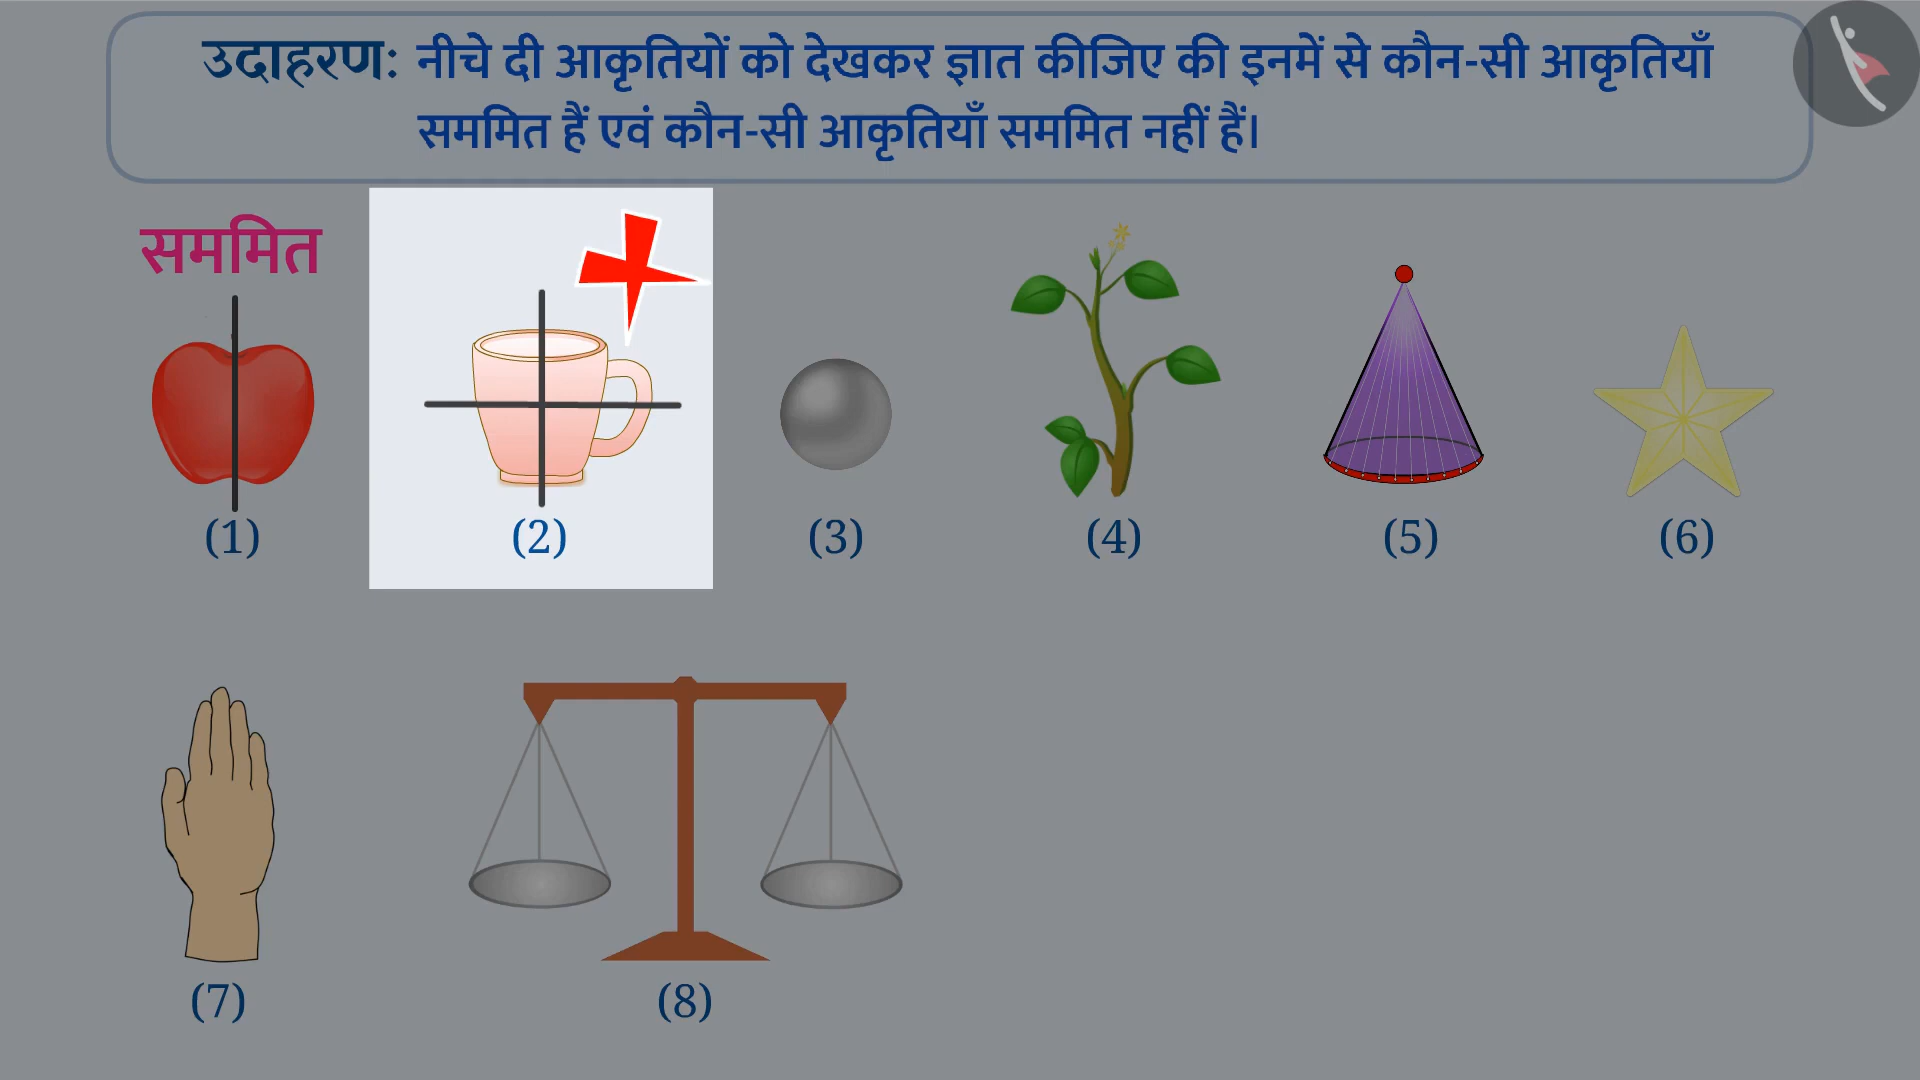 उदाहरण: नीचे दी आकृतियों को देखकर ज्ञात कीजिए की इनमें से कौन-सी आकृतियाँ
सममित हैं एवं कौन-सी आकृतियाँ सममित नहीं हैं।
सममित
(1) (2) (3) (4) (5) (6)
(7) (8)